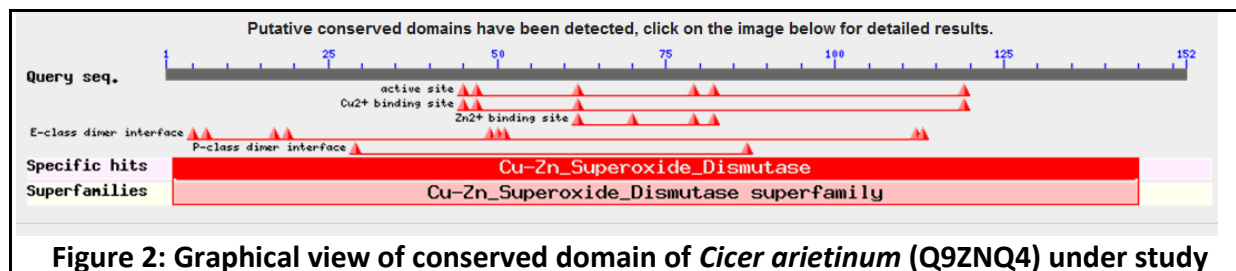 Putative conserved domains have been detected, click on the image below for detailed results.
1 25 50 75 100 125 152
Query seq.
active site
Cu2+ binding site
Zn2+ binding site
E-class dimer interface
P-class dimer interface
Specific hits Cu-Zn_Superoxide_Dismutase
Superfamilies Cu-Zn_Superoxide_Dismutase superfamily
Figure 2: Graphical view of conserved domain of Cicer arietinum (Q9ZNQ4) under study